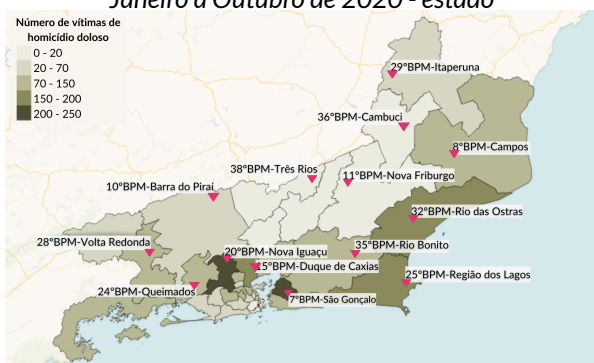 Janeiro a Outubro de 2020 - estado
Número de vítimas de
homicídio doloso
0 - 20
20 - 70
70 - 150
150 - 200
200 - 250
29°BPM-Itaperuna
36°BPM-Cambuci
8°BPM-Campos
38°BPM-Três Rios
11°BPM-Nova Friburgo
10°BPM-Barra do Piraí
32°BPM-Rio das Ostras
28°BPM-Volta Redonda
35°BPM-Rio Bonito
20°BPM-Nova Iguaçu
15°BPM-Duque de Caxias
25°BPM-Região dos Lagos
24°BPM-Queimados
7°BPM-São Gonçalo